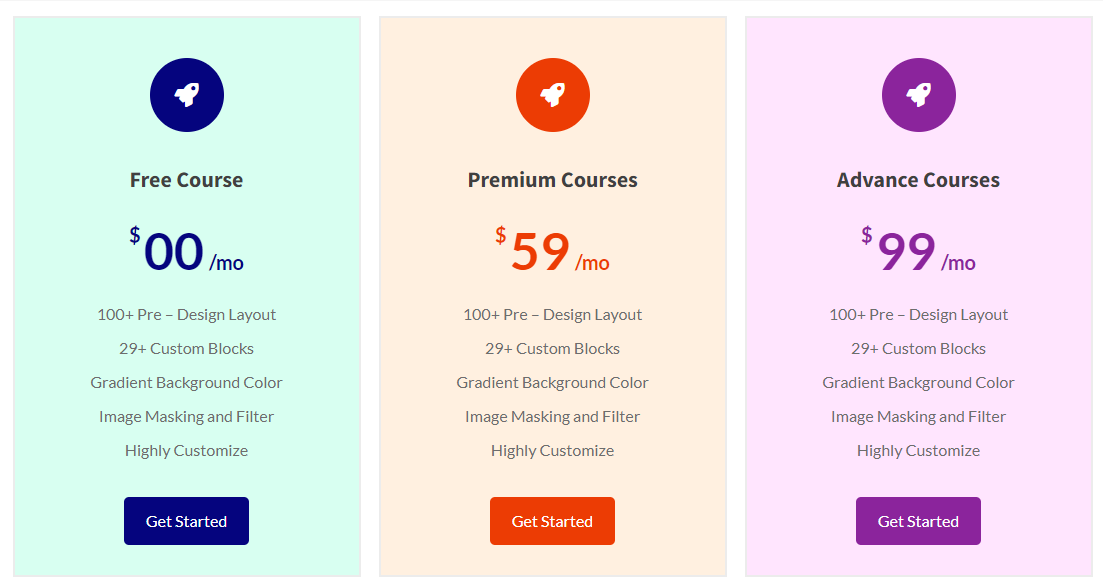 Free Course
$00/mo
100+ Pre – Design Layout
29+ Custom Blocks
Gradient Background Color
Image Masking and Filter
Highly Customize
Get Started
Premium Courses
$59/mo
100+ Pre – Design Layout
29+ Custom Blocks
Gradient Background Color
Image Masking and Filter
Highly Customize
Get Started
Advance Courses
$99/mo
100+ Pre – Design Layout
29+ Custom Blocks
Gradient Background Color
Image Masking and Filter
Highly Customize
Get Started